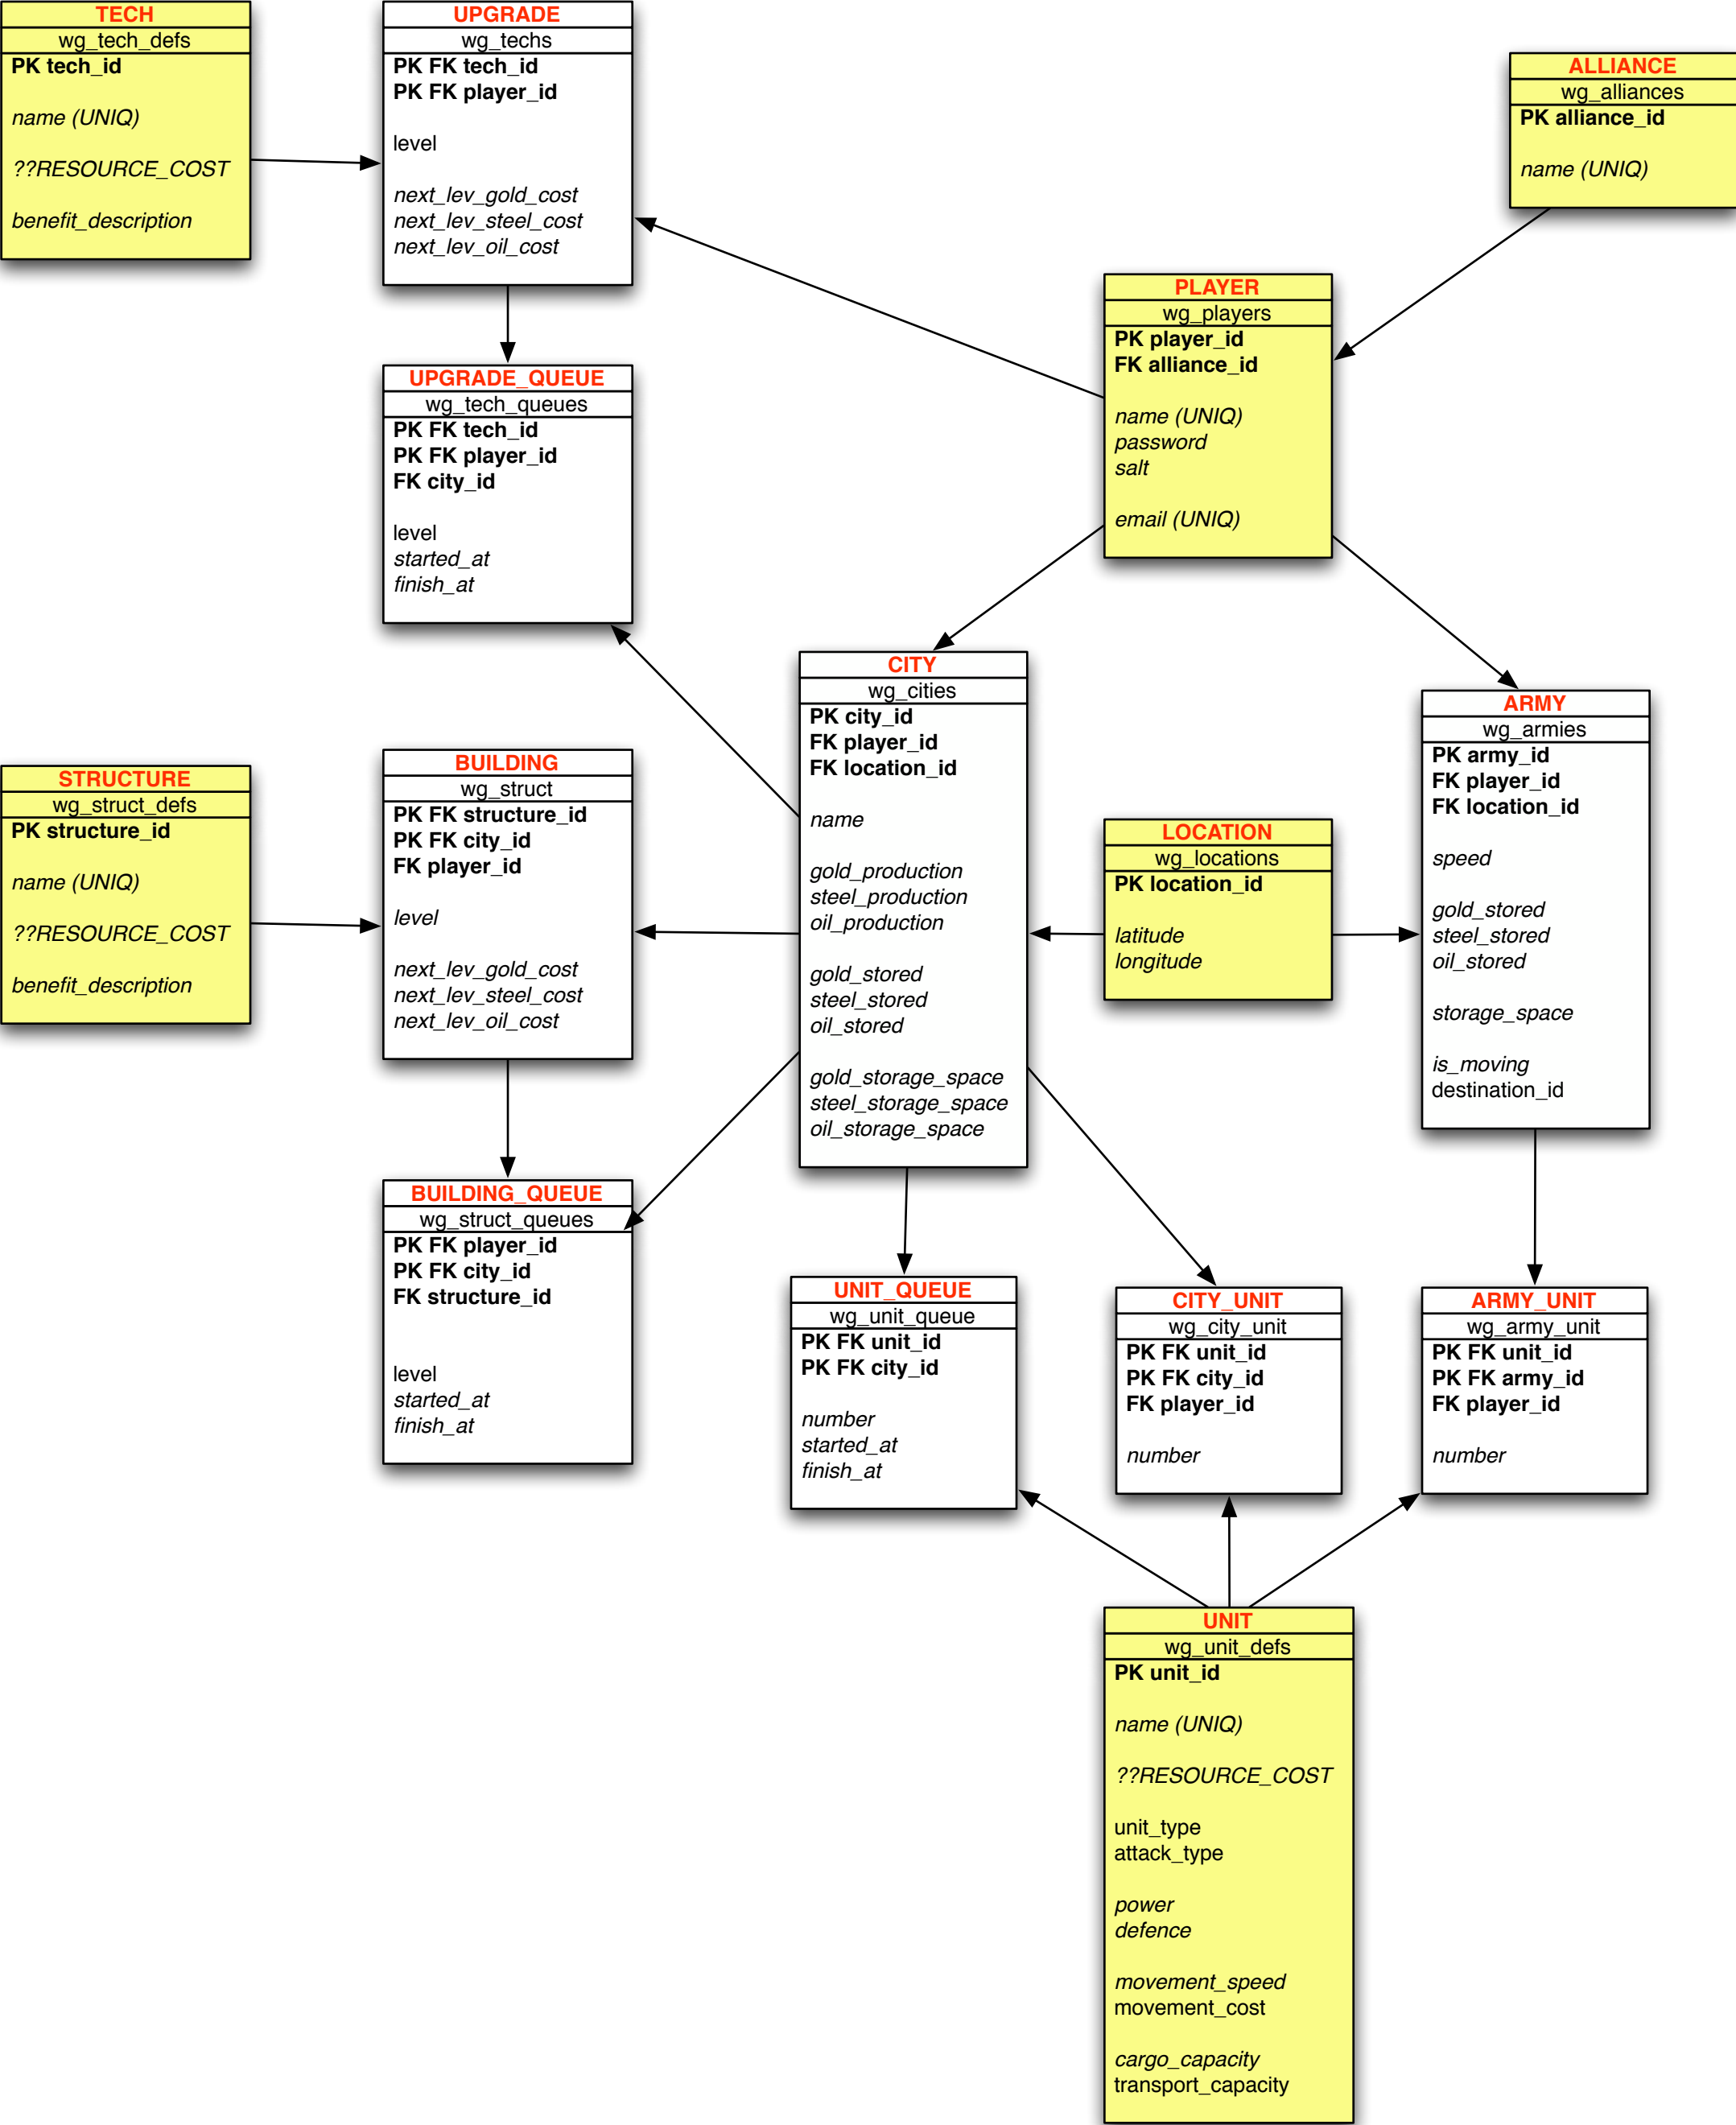 TECH
wg_tech_defs
PK tech_id
name (UNIQ)
??RESOURCE_COST
benefit_description
UPGRADE
wg_techs
PK FK tech_id
PK FK player_id
level
next_lev_gold_cost
next_lev_steel_cost
next_lev_oil_cost
ALLIANCE
wg_alliances
PK alliance_id
name (UNIQ)
PLAYER
wg_players
PK player_id
FK alliance_id
name (UNIQ)
password
salt
email (UNIQ)
UPGRADE_QUEUE
wg_tech_queues
PK FK tech_id
PK FK player_id
FK city_id
level
started_at
finish_at
CITY
wg_cities
PK city_id
FK player_id
FK location_id
name
gold_production
steel_production
oil_production
gold_stored
steel_stored
oil_stored
gold_storage_space
steel_storage_space
oil_storage_space
ARMY
wg_armies
PK army_id
FK player_id
FK location_id
speed
gold_stored
steel_stored
oil_stored
storage_space
is_moving
destination_id
STRUCTURE
wg_struct_defs
PK structure_id
name (UNIQ)
??RESOURCE_COST
benefit_description
BUILDING
wg_struct
PK FK structure_id
PK FK city_id
FK player_id
level
next_lev_gold_cost
next_lev_steel_cost
next_lev_oil_cost
LOCATION
wg_locations
PK location_id
latitude
longitude
BUILDING_QUEUE
wg_struct_queues
PK FK player_id
PK FK city_id
FK structure_id
level
started_at
finish_at
UNIT_QUEUE
wg_unit_queue
PK FK unit_id
PK FK city_id
number
started_at
finish_at
CITY_UNIT
wg_city_unit
PK FK unit_id
PK FK city_id
FK player_id
number
ARMY_UNIT
wg_army_unit
PK FK unit_id
PK FK army_id
FK player_id
number
UNIT
wg_unit_defs
PK unit_id
name (UNIQ)
??RESOURCE_COST
unit_type
attack_type
power
defence
movement_speed
movement_cost
cargo_capacity
transport_capacity